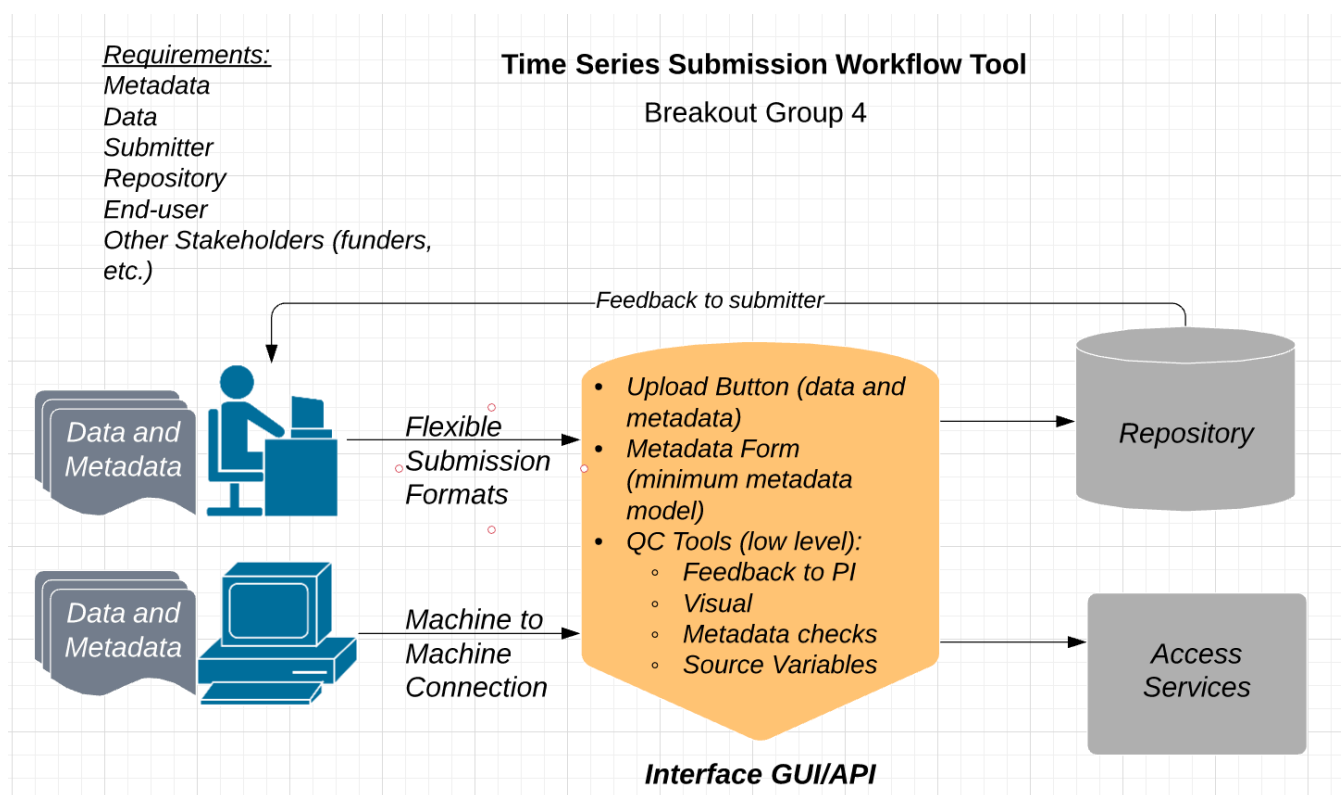 Requirements:
Metadata
Data
Submitter
Repository
End-user
Other Stakeholders (funders,
etc.)
Time Series Submission Workflow Tool
Breakout Group 4
Feedback to submitter
Data and
Metadata
Flexible
Submission
Formats
• Upload Button (data and
metadata)
• Metadata Form
(minimum metadata
model)
• QC Tools (low level):
◦ Feedback to PI
◦ Visual
◦ Metadata checks
◦ Source Variables
Repository
Data and
Metadata
Machine to
Machine
Connection
Access
Services
Interface GUI/API